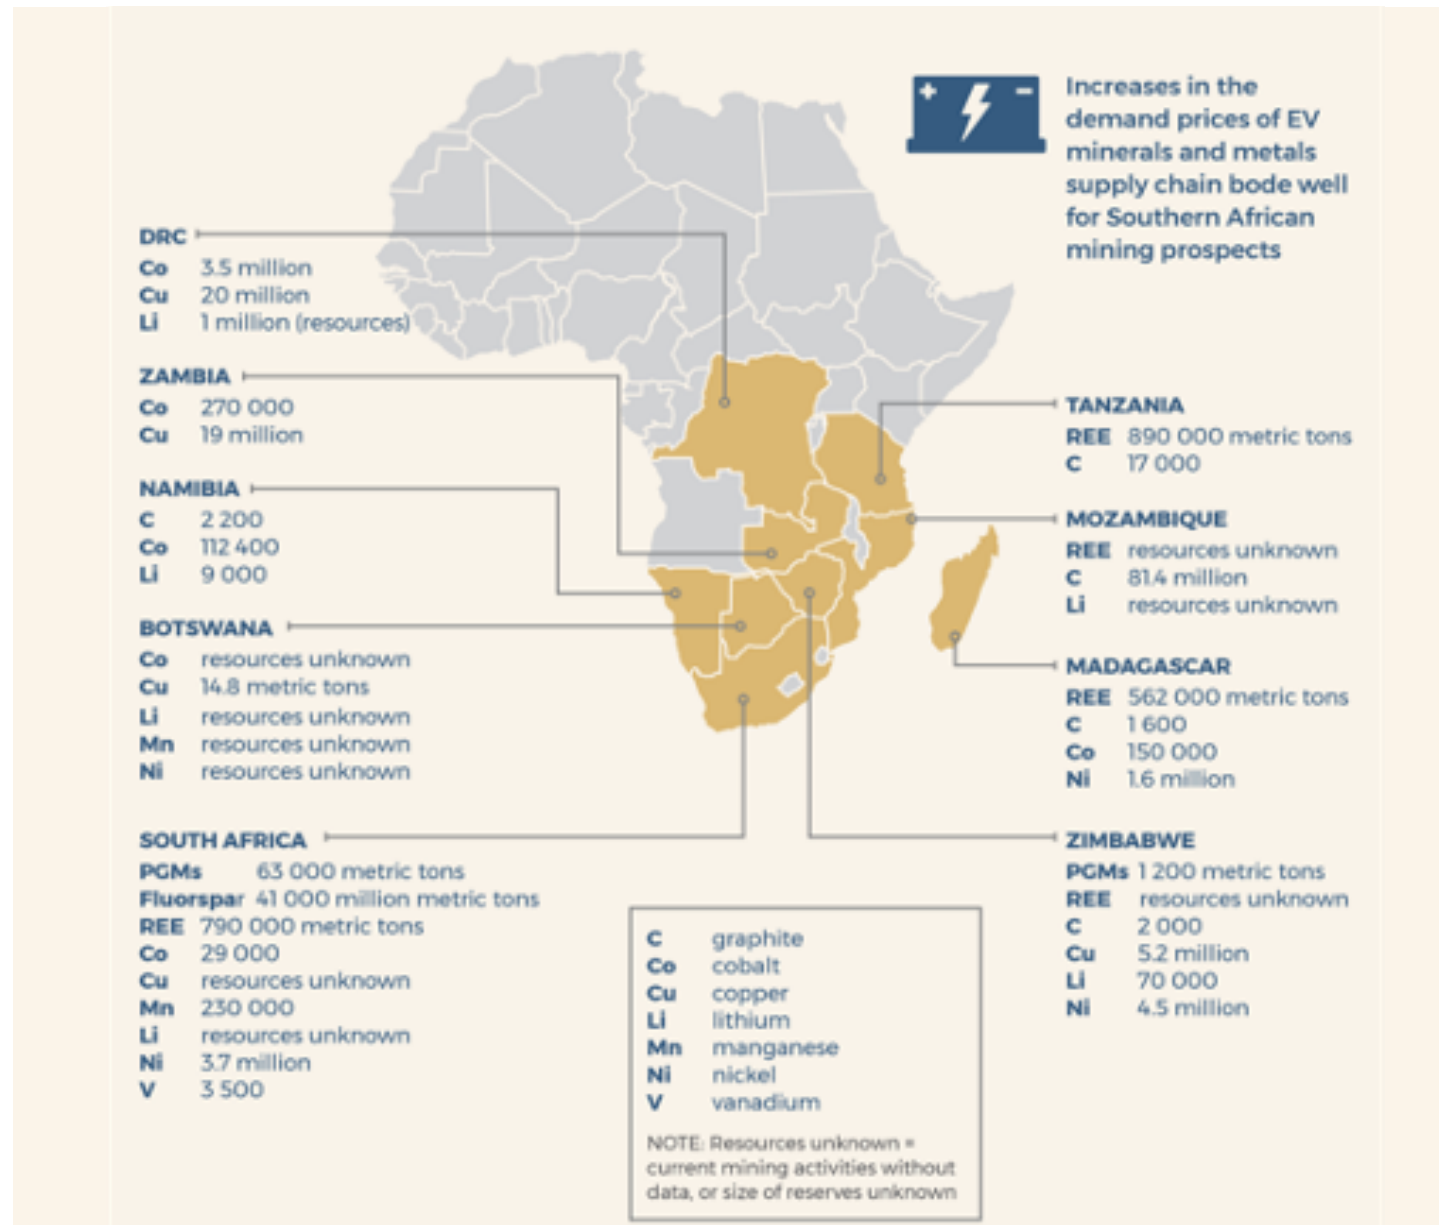 + -
Increases in the
demand prices of EV
minerals and metals
supply chain bode well
for Southern African
mining prospects
DRC
Co 3.5 million
Cu 20 million
Li 1 million (resources)
ZAMBIA
Co 270 000
Cu 19 million
NAMIBIA
C 2 200
Co 112 400
Li 9 000
BOTSWANA
Co resources unknown
Cu 14.8 metric tons
Li resources unknown
Mn resources unknown
Ni resources unknown
SOUTH AFRICA
PGMs 63 000 metric tons
Fluorspar 41 000 million metric tons
REE 790 000 metric tons
Co 29 000
Cu resources unknown
Mn 230 000
Li resources unknown
Ni 3.7 million
V 3 500
TANZANIA
REE 890 000 metric tons
C 17 000
MOZAMBIQUE
REE resources unknown
C 81.4 million
Li resources unknown
MADAGASCAR
REE 562 000 metric tons
C 1 600
Co 150 000
Ni 1.6 million
ZIMBABWE
PGMs 1 200 metric tons
REE resources unknown
C 2 000
Cu 5.2 million
Li 70 000
Ni 4.5 million
C graphite
Co cobalt
Cu copper
Li lithium
Mn manganese
Ni nickel
V vanadium
NOTE: Resources unknown =
current mining activities without
data, or size of reserves unknown